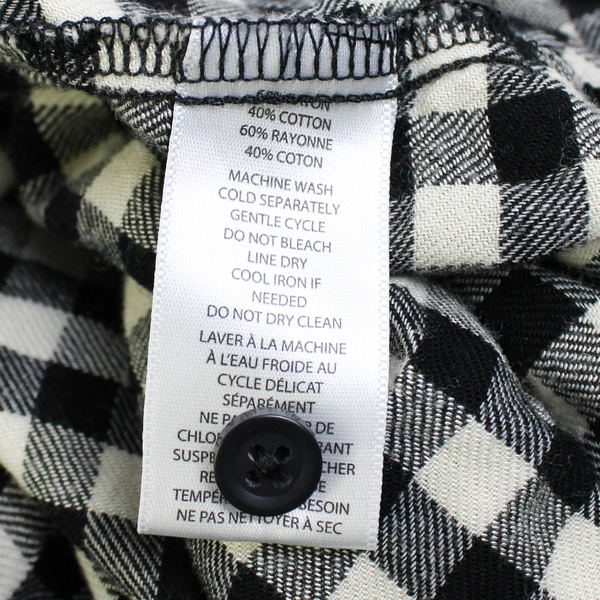 60% RAYON
40% COTTON
60% RAYONNE
40% COTON
MACHINE WASH
COLD SEPARATELY
GENTLE CYCLE
DO NOT BLEACH
LINE DRY
COOL IRON IF
NEEDED
DO NOT DRY CLEAN
LAVER À LA MACHINE
À L'EAU FROIDE AU
CYCLE DÉLICAT
SÉPARÉMENT
NE DE
NE PAS NETTOYER À SEC